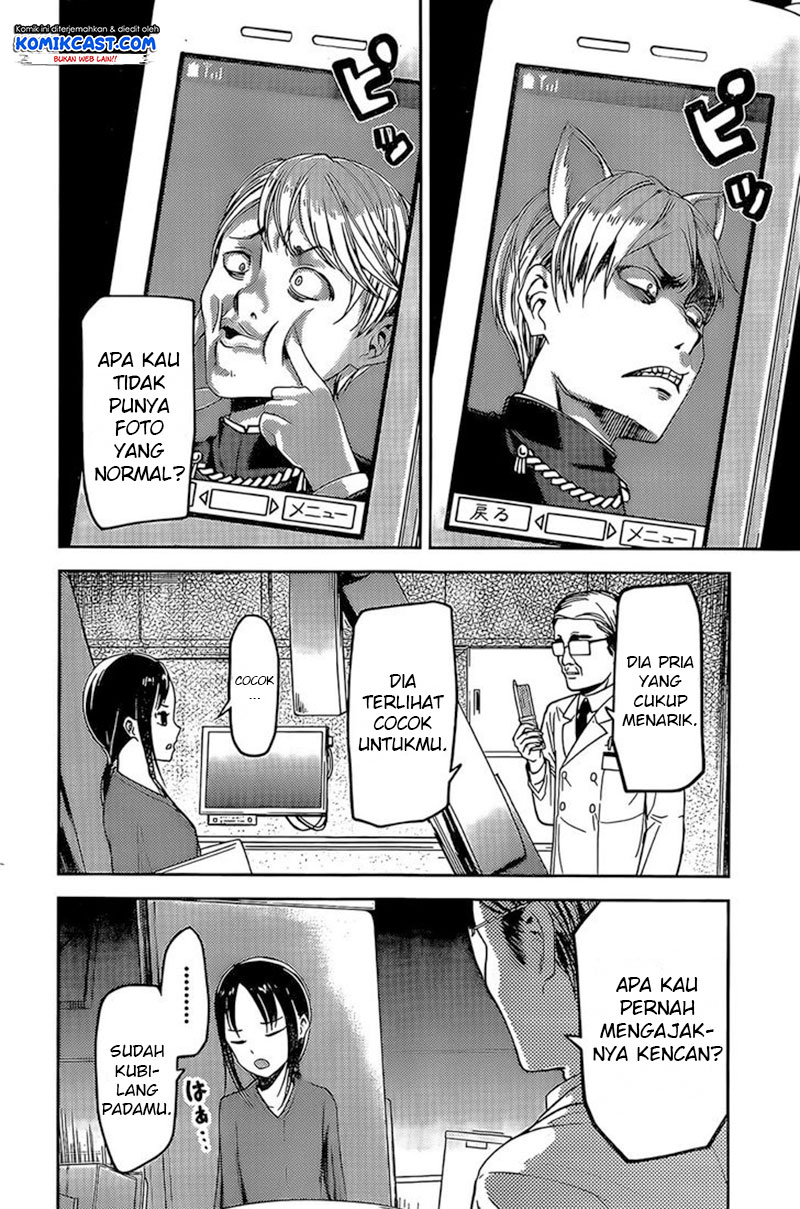 Komik ini diterjemahkan & diedit oleh
KOMIKCAST.COM
BUKAN WEB LAIN!!
ピッ
戻る
メニュー
ピッ
APA KAU
TIDAK
PUNYA
FOTO
YANG
NORMAL?
メニュー
DIA PRIA
YANG
CUKUP
MENARIK.
DIA
TERLIHAT
COCOK
UNTUKMU.
COCOK
...
APA KAU
PERNAH
MENGAJAK-
NYA KENCAN?
.........
SUDAH
KUBI-
LANG
PADAMU.
はぁ…